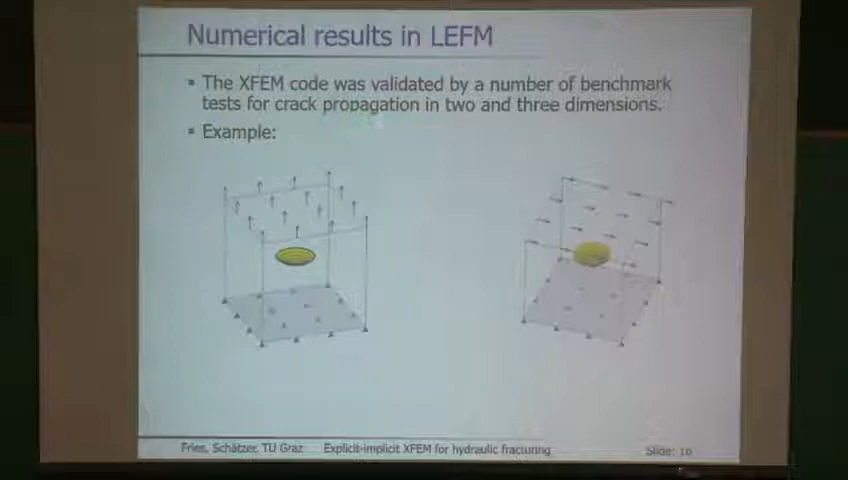 Numerical results in LEFM
▪ The XFEM code was validated by a number of benchmark
tests for crack propagation in two and three dimensions.
▪ Example:
Fries, Schätzer, TU Graz Explicit-implicit XFEM for hydraulic fracturing Slide: 10